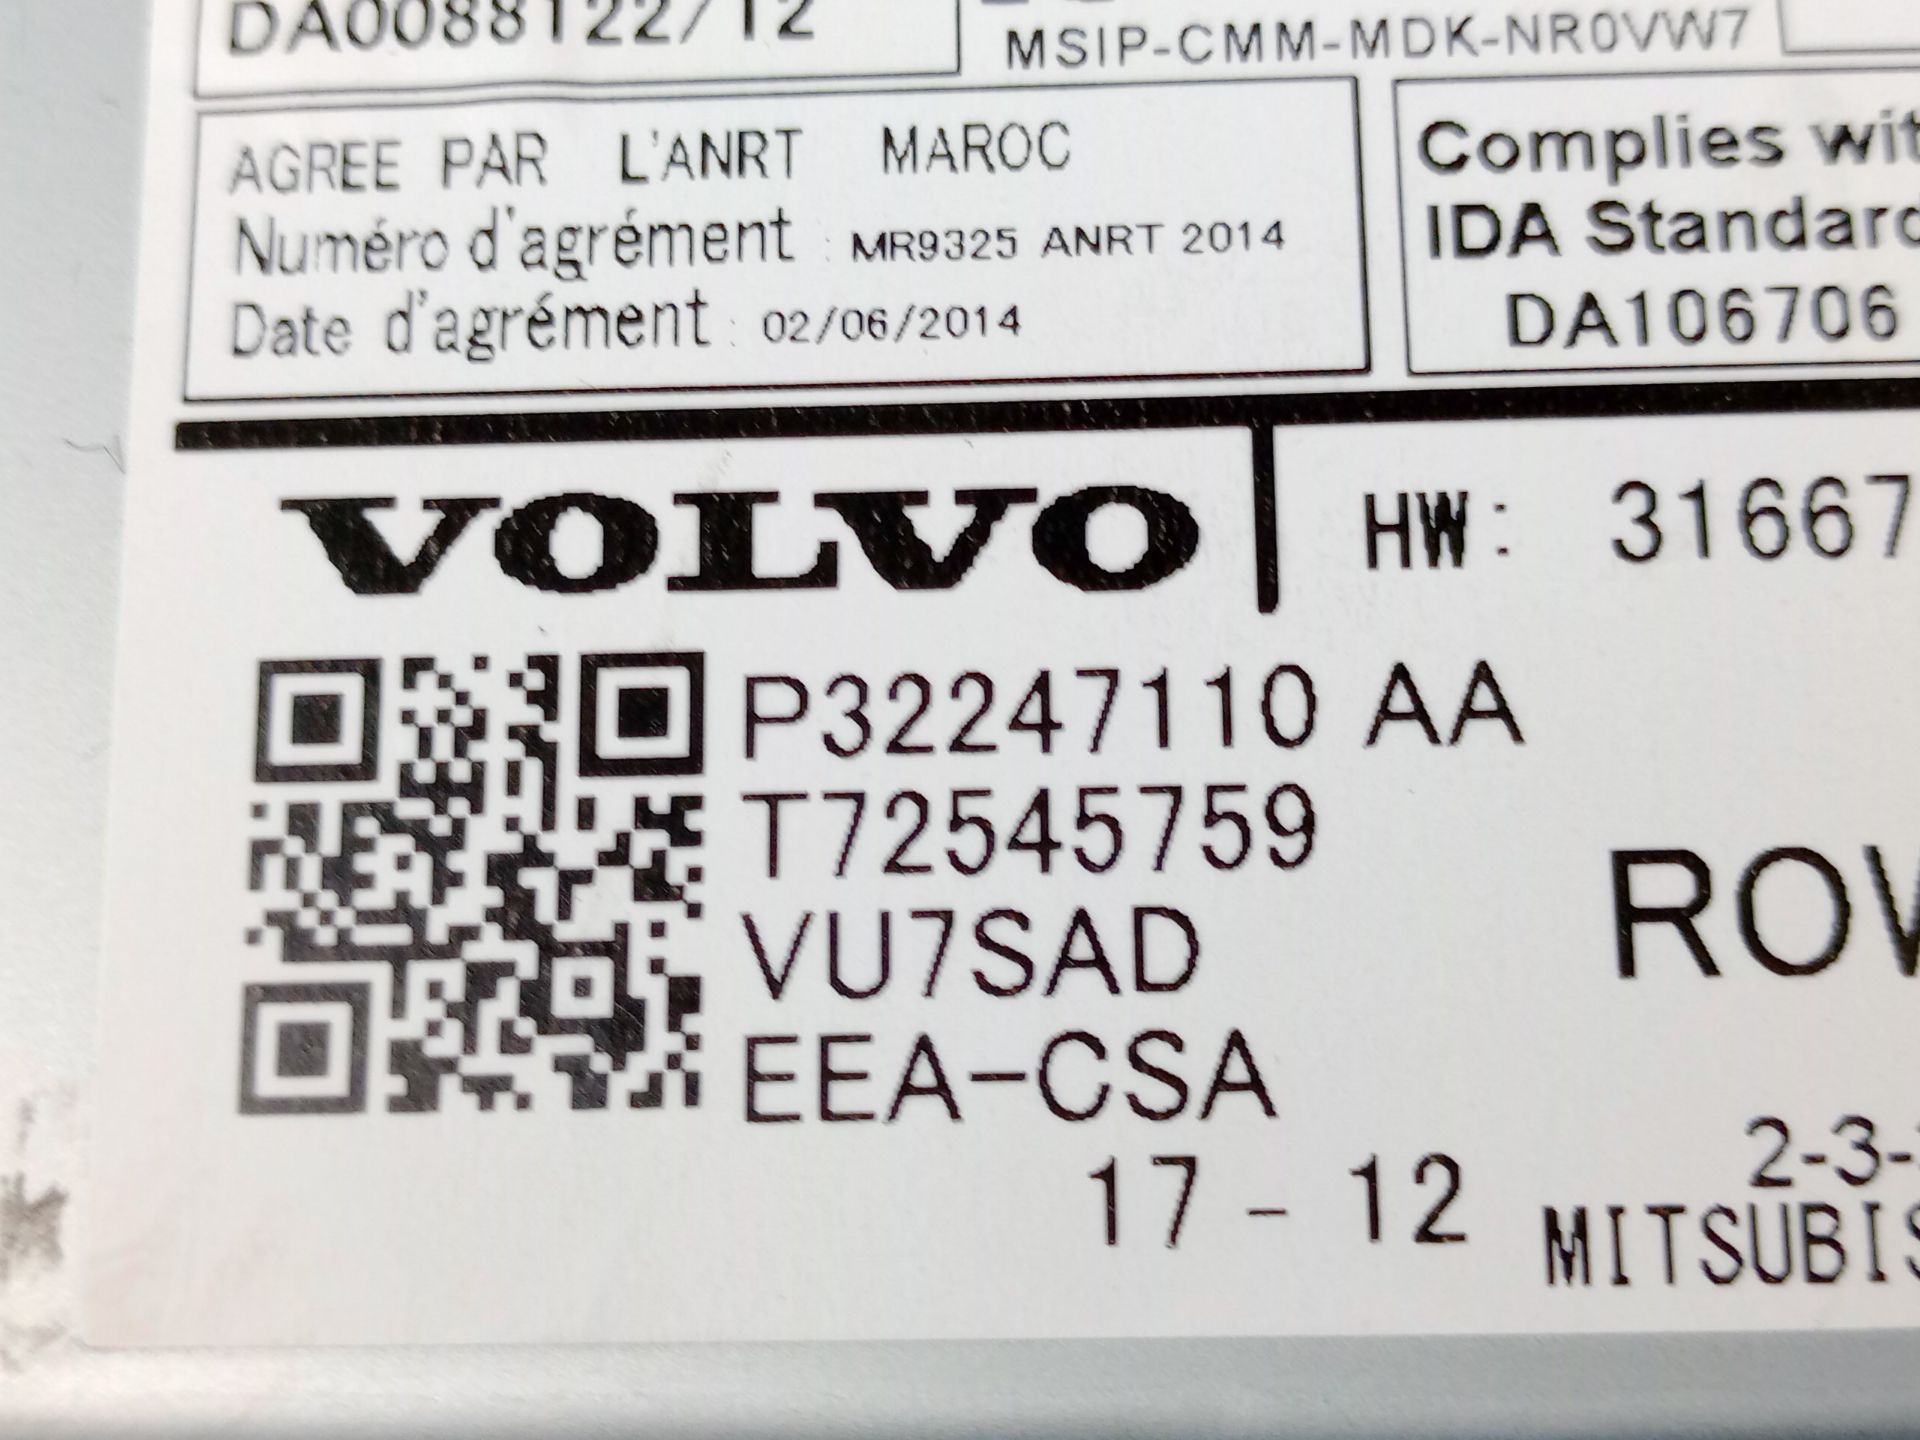 DA0088122/12
MSIP-CMM-MDK-NR0VW7
AGREE PAR L'ANRT MAROC
Numéro d'agrément : MR9325 ANRT 2014
Date d'agrément : 02/06/2014
Complies wit
IDA Standard
DA106706
VOLVO
HW: 31667
P32247110 AA
T72545759
VU7SAD
ROW
EEA-CSA
17 - 12
2-3-
MITSUBIS